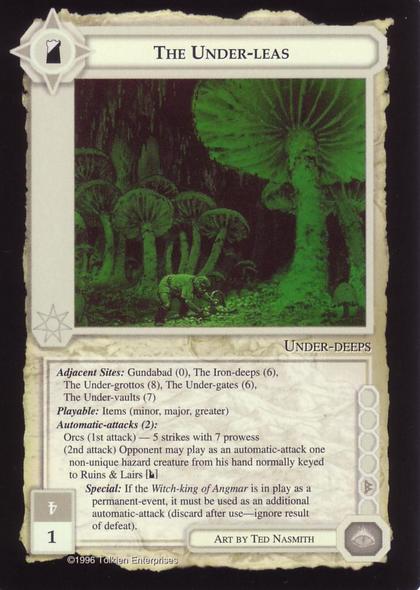 The Under-leas
Under-deeps
Adjacent Sites: Gundabad (0), The Iron-deeps (6),
The Under-grottos (8), The Under-gates (6),
The Under-vaults (7)
Playable: Items (minor, major, greater)
Automatic-attacks (2):
Orcs (1st attack) — 5 strikes with 7 prowess
(2nd attack) Opponent may play as an automatic-attack one
non-unique hazard creature from his hand normally keyed
to Ruins & Lairs []
Special: If the Witch-king of Angmar is in play as a
permanent-event, it must be used as an additional
automatic-attack (discard after use—ignore result
of defeat).
1
Art by Ted Nasmith
©1996 Tolkien Enterprises